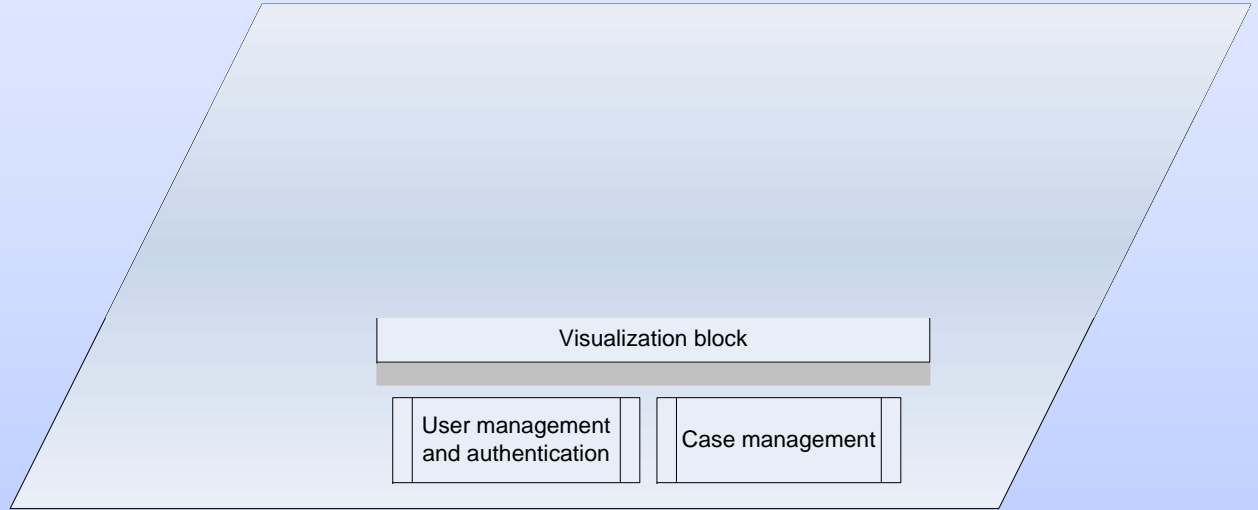 Visualization block
User management
and authentication
Case management